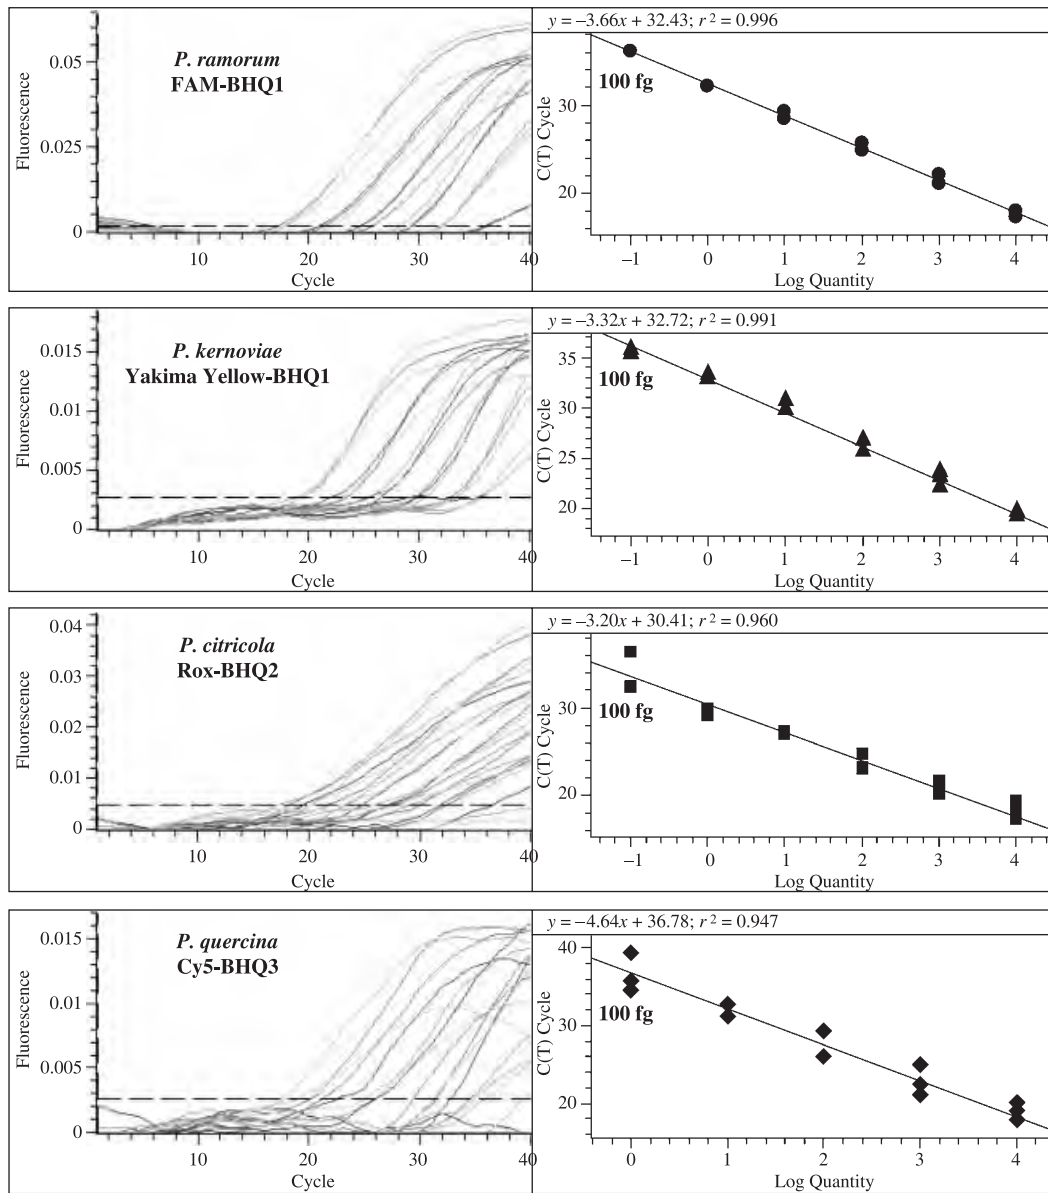 y = –3.66x + 32.43; r² = 0.996
0.05
0.025
0
Fluorescence
P. ramorum
FAM-BHQ1
10
20
30
40
Cycle
30
20
C(T) Cycle
100 fg
–1
0
1
2
3
4
Log Quantity
y = –3.32x + 32.72; r² = 0.991
0.015
0.01
0.005
0
Fluorescence
P. kernoviae
Yakima Yellow-BHQ1
10
20
30
40
Cycle
35
30
25
20
C(T) Cycle
100 fg
–1
0
1
2
3
4
Log Quantity
y = –3.20x + 30.41; r² = 0.960
0.04
0.03
0.02
0.01
0
Fluorescence
P. citricola
Rox-BHQ2
10
20
30
40
Cycle
30
20
C(T) Cycle
100 fg
–1
0
1
2
3
4
Log Quantity
y = –4.64x + 36.78; r² = 0.947
0.015
0.01
0.005
0
Fluorescence
P. quercina
Cy5-BHQ3
10
20
30
40
Cycle
40
30
20
C(T) Cycle
100 fg
0
1
2
3
4
Log Quantity